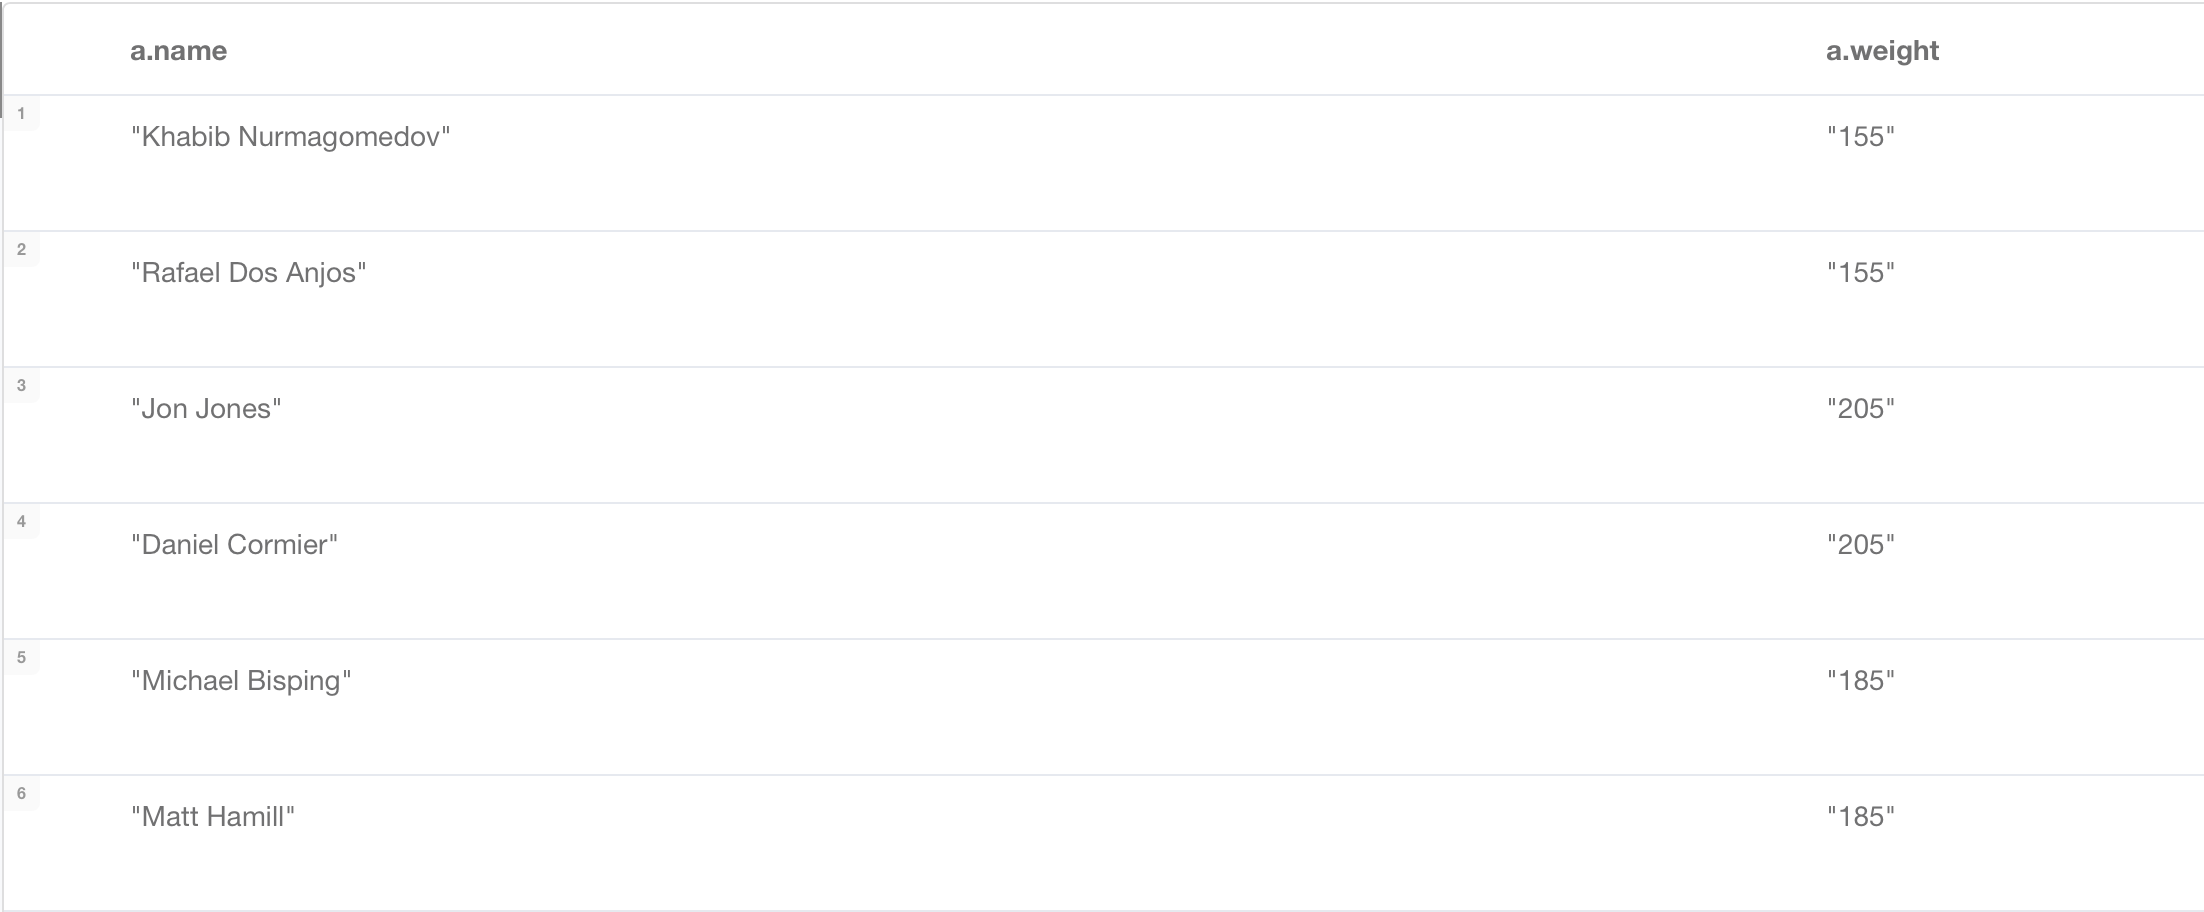 a.name a.weight
1
"Khabib Nurmagomedov" "155"
2
"Rafael Dos Anjos" "155"
3
"Jon Jones" "205"
4
"Daniel Cormier" "205"
5
"Michael Bisping" "185"
6
"Matt Hamill" "185"